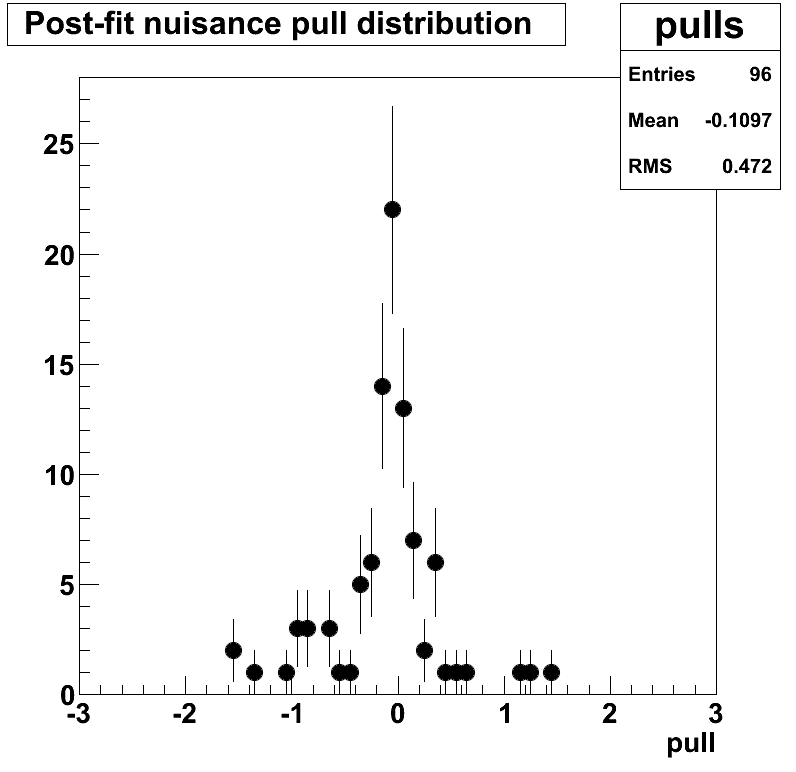 Post-fit nuisance pull distribution
pulls
Entries 96
Mean -0.1097
RMS 0.472
25
20
15
10
5
0
-3 -2 -1 0 1 2 3
pull